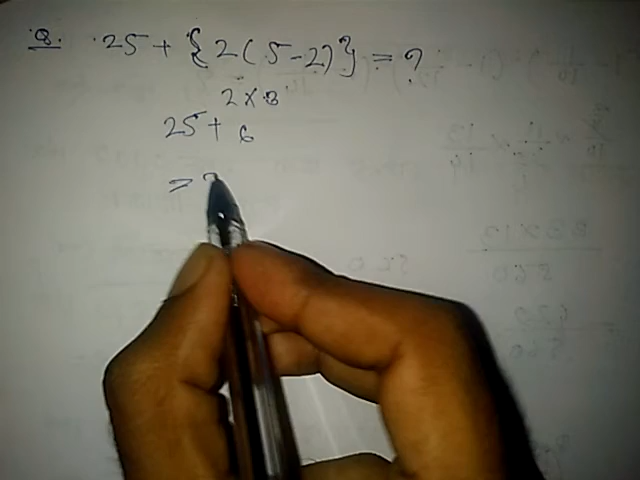 Q. 25 + { 2 ( 5 - 2 ) } = ?
2 × 3
25 + 6
=